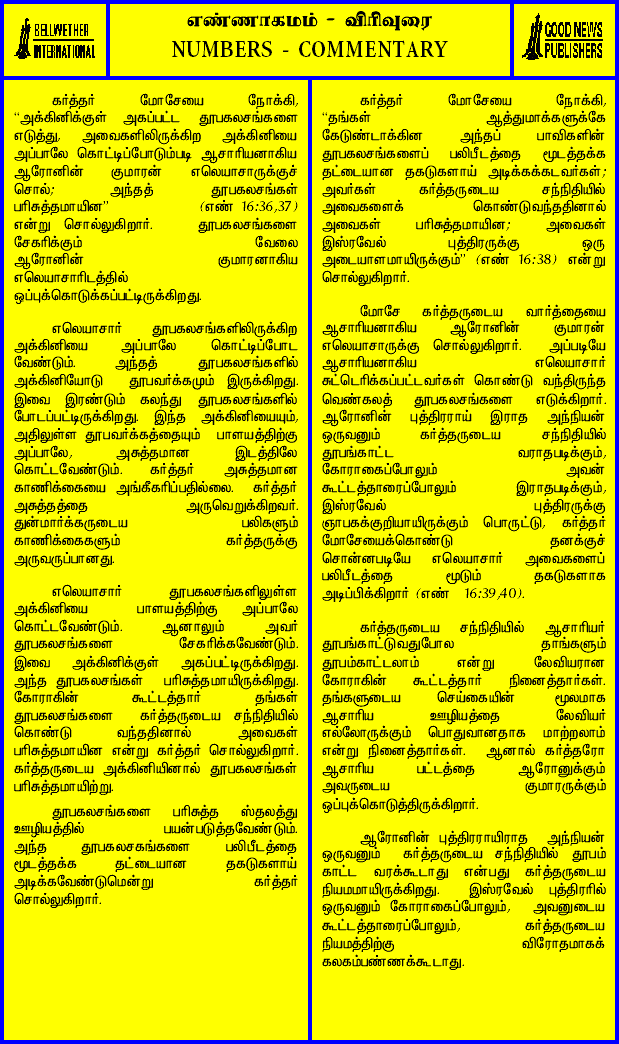 BELLWETHER
INTERNATIONAL
எண்ணாகமம் - விரிவுரை
NUMBERS - COMMENTARY
GOOD NEWS
PUBLISHERS
கர்த்தர் மோசேயை நோக்கி,
“அக்கினிக்குள் அகப்பட்ட தூபகலசங்களை
எடுத்து, அவைகளிலிருக்கிற அக்கினியை
அப்பாலே கொட்டிப்போடும்படி ஆசாரியனாகிய
ஆரோனின் குமாரன் எலெயாசாருக்குச்
சொல்; அந்தத் தூபகலசங்கள்
பரிசுத்தமாயின” (எண் 16:36,37)
என்று சொல்லுகிறார். தூபகலசங்களை
சேகரிக்கும் வேலை
ஆரோனின் குமாரனாகிய
எலெயாசாரிடத்தில்
ஒப்புக்கொடுக்கப்பட்டிருக்கிறது.
எலெயாசார் தூபகலசங்களிலிருக்கிற
அக்கினியை அப்பாலே கொட்டிப்போட
வேண்டும். அந்தத் தூபகலசங்களில்
அக்கினியோடு தூபவர்க்கமும் இருக்கிறது.
இவை இரண்டும் கலந்து தூபகலசங்களில்
போடப்பட்டிருக்கிறது. இந்த அக்கினியையும்,
அதிலுள்ள தூபவர்க்கத்தையும் பாளயத்திற்கு
அப்பாலே, அசுத்தமான இடத்திலே
கொட்டவேண்டும். கர்த்தர் அசுத்தமான
காணிக்கையை அங்கீகரிப்பதில்லை. கர்த்தர்
அசுத்தத்தை அருவெறுக்கிறவர்.
துன்மார்க்கருடைய பலிகளும்
காணிக்கைகளும் கர்த்தருக்கு
அருவருப்பானது.
எலெயாசார் தூபகலசங்களிலுள்ள
அக்கினியை பாளயத்திற்கு அப்பாலே
கொட்டவேண்டும். ஆனாலும் அவர்
தூபகலசங்களை சேகரிக்கவேண்டும்.
இவை அக்கினிக்குள் அகப்பட்டிருக்கிறது.
அந்த தூபகலசங்கள் பரிசுத்தமாயிருக்கிறது.
கோராகின் கூட்டத்தார் தங்கள்
தூபகலசங்களை கர்த்தருடைய சந்நிதியில்
கொண்டு வந்ததினால் அவைகள்
பரிசுத்தமாயின என்று கர்த்தர் சொல்லுகிறார்.
கர்த்தருடைய அக்கினியினால் தூபகலசங்கள்
பரிசுத்தமாயிற்று.
தூபகலசங்களை பரிசுத்த ஸ்தலத்து
ஊழியத்தில் பயன்படுத்தவேண்டும்.
அந்த தூபகலசகங்களை பலிபீடத்தை
மூடத்தக்க தட்டையான தகடுகளாய்
அடிக்கவேண்டுமென்று கர்த்தர்
சொல்லுகிறார்.
கர்த்தர் மோசேயை நோக்கி,
“தங்கள் ஆத்துமாக்களுக்கே
கேடுண்டாக்கின அந்தப் பாவிகளின்
தூபகலசங்களைப் பலிபீடத்தை மூடத்தக்க
தட்டையான தகடுகளாய் அடிக்கக்கடவர்கள்;
அவர்கள் கர்த்தருடைய சந்நிதியில்
அவைகளைக் கொண்டுவந்ததினால்
அவைகள் பரிசுத்தமாயின; அவைகள்
இஸ்ரவேல் புத்திரருக்கு ஒரு
அடையாளமாயிருக்கும்” (எண் 16:38) என்று
சொல்லுகிறார்.
மோசே கர்த்தருடைய வார்த்தையை
ஆசாரியனாகிய ஆரோனின் குமாரன்
எலெயாசாருக்கு சொல்லுகிறார். அப்படியே
ஆசாரியனாகிய எலெயாசார்
சுட்டெரிக்கப்பட்டவர்கள் கொண்டு வந்திருந்த
வெண்கலத் தூபகலசங்களை எடுக்கிறார்.
ஆரோனின் புத்திரராய் இராத அந்நியன்
ஒருவனும் கர்த்தருடைய சந்நிதியில்
தூபங்காட்ட வராதபடிக்கும்,
கோராகைப்போலும் அவன்
கூட்டத்தாரைப்போலும் இராதபடிக்கும்,
இஸ்ரவேல் புத்திரருக்கு
ஞாபகக்குறியாயிருக்கும் பொருட்டு, கர்த்தர்
மோசேயைக்கொண்டு தனக்குச்
சொன்னபடியே எலெயாசார் அவைகளைப்
பலிபீடத்தை மூடும் தகடுகளாக
அடிப்பிக்கிறார் (எண் 16:39,40).
கர்த்தருடைய சந்நிதியில் ஆசாரியர்
தூபங்காட்டுவதுபோல தாங்களும்
தூபம்காட்டலாம் என்று லேவியரான
கோராகின் கூட்டத்தார் நினைத்தார்கள்.
தங்களுடைய செய்கையின் மூலமாக
ஆசாரிய ஊழியத்தை லேவியர்
எல்லோருக்கும் பொதுவானதாக மாற்றலாம்
என்று நினைத்தார்கள். ஆனால் கர்த்தரோ
ஆசாரிய பட்டத்தை ஆரோனுக்கும்
அவருடைய குமாரருக்கும்
ஒப்புக்கொடுத்திருக்கிறார்.
ஆரோனின் புத்திரராயிராத அந்நியன்
ஒருவனும் கர்த்தருடைய சந்நிதியில் தூபம்
காட்ட வரக்கூடாது என்பது கர்த்தருடைய
நியமமாயிருக்கிறது. இஸ்ரவேல் புத்திரரில்
ஒருவனும் கோராகைப்போலும், அவனுடைய
கூட்டத்தாரைப்போலும், கர்த்தருடைய
நியமத்திற்கு விரோதமாகக்
கலகம்பண்ணக்கூடாது.